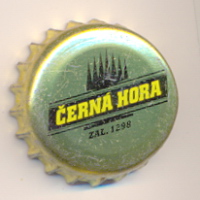 ČERNÁ HORA
ZAL. 1298